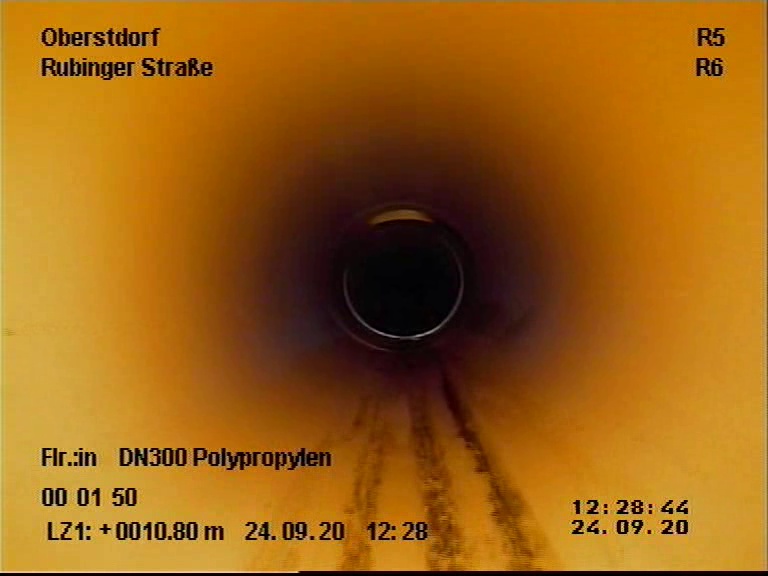 Oberstdorf
Rubinger Straße
R5
R6
Flr.:in DN300 Polypropylen
00 01 50
LZ1: +0010.80 m 24.09.20 12:28
12:28:44
24.09.20